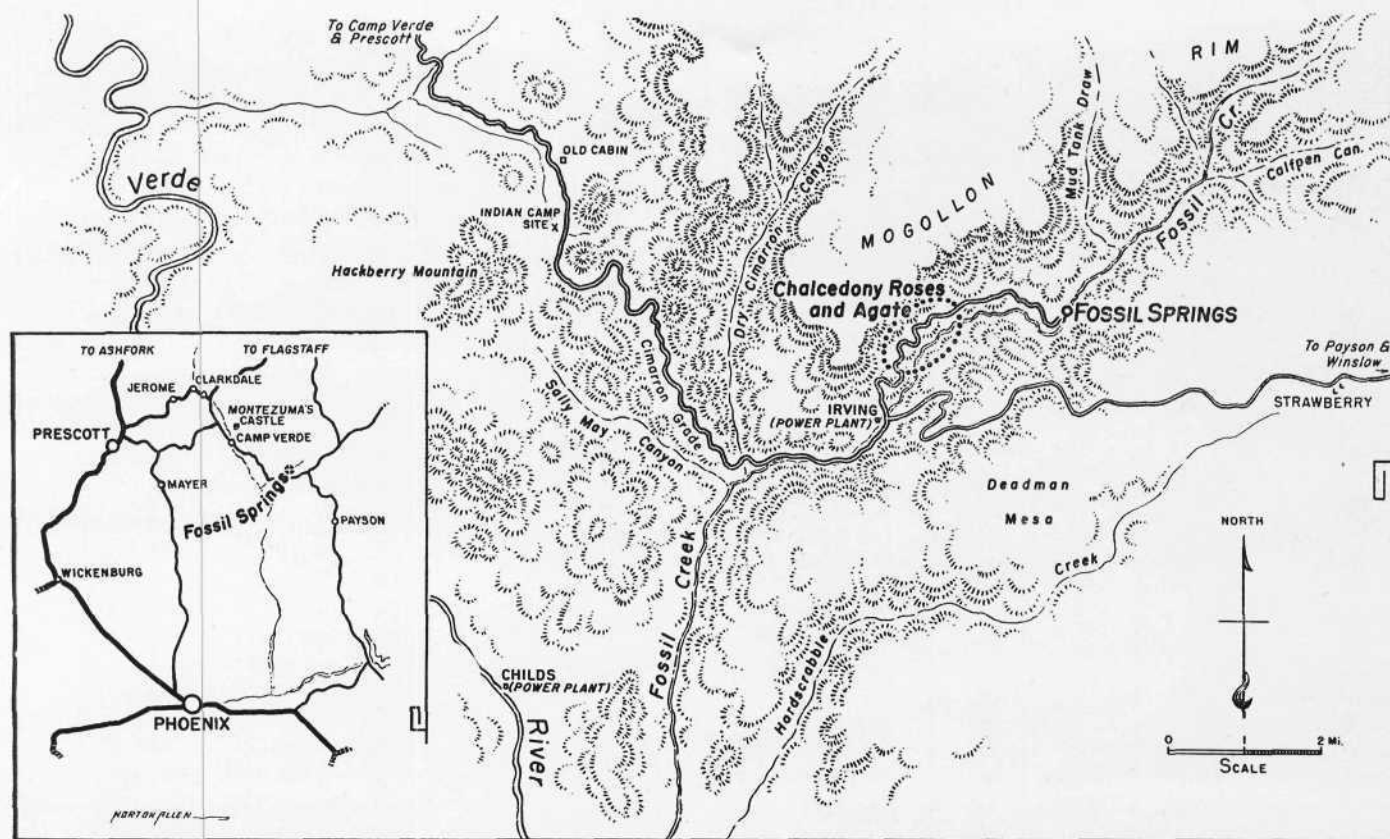 To Camp Verde
& Prescott
RIM
Mud Tank Draw
Cr.
Calfpen Can.
OLD CABIN
Verde
Dry Cimarron Canyon
Fossil
INDIAN CAMP
SITE x
MOGOLLON
Hackberry Mountain
Chalcedony Roses
and Agate
FOSSIL SPRINGS
To Payson &
Winslow
STRAWBERRY
Cimarron Grade
Sally May Canyon
IRVING
(POWER PLANT)
Deadman
Mesa
Creek
Fossil Creek
Hardscrabble
CHILDS
(POWER PLANT)
River
NORTH
0 1 2 Mi.
SCALE
TO ASHFORK
TO FLAGSTAFF
CLARKDALE
JEROME
MONTEZUMA'S
CASTLE
PRESCOTT
CAMP VERDE
MAYER
Fossil Springs
PAYSON
WICKENBURG
PHOENIX
NORTON ALLEN